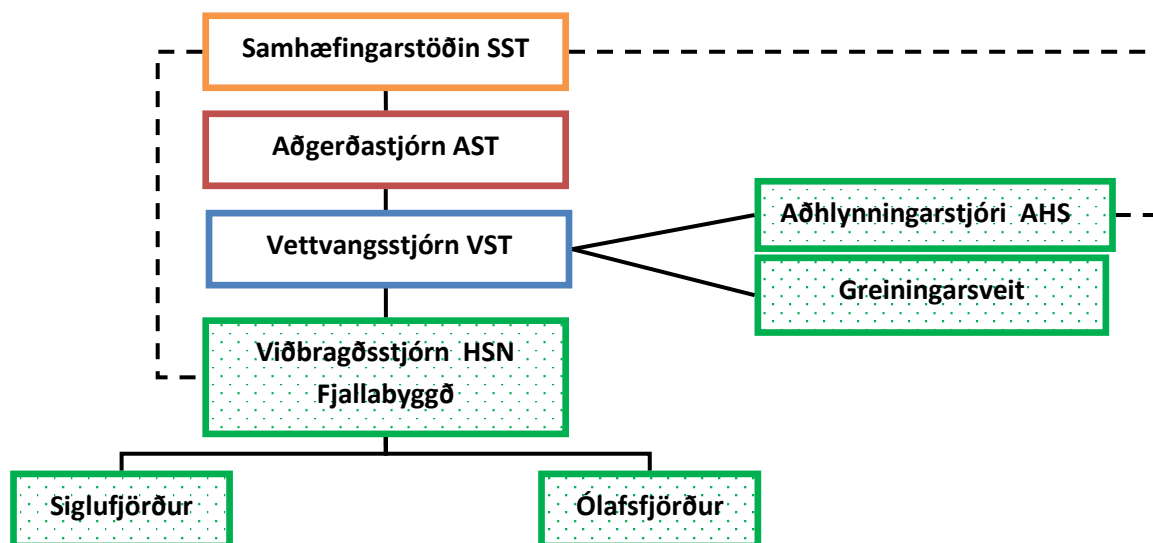 Samhæfingarstöðin SST
Aðgerðastjórn AST
Vettvangsstjórn VST
Aðhlynningarstjóri AHS
Greiningarsveit
Viðbragðsstjórn HSN
Fjallabyggð
Siglufjörður
Ólafsfjörður